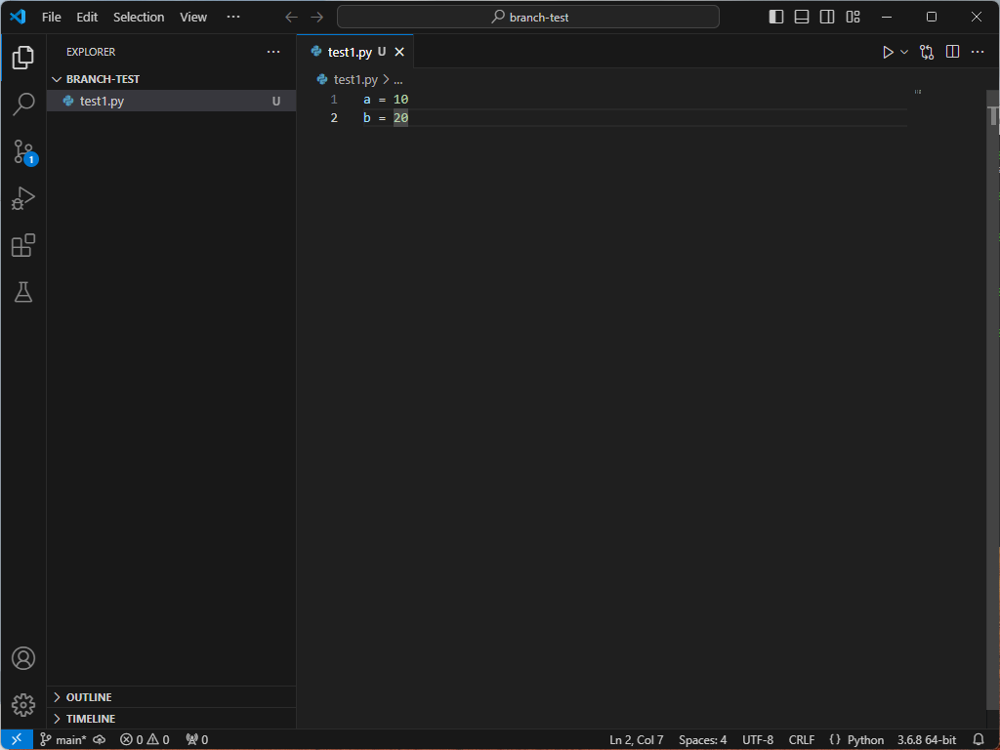 File Edit Selection View ··· branch-test
EXPLORER ···
test1.py U
BRANCH-TEST
test1.py > ...
test1.py U
1 a = 10
2 b = 20
1
OUTLINE
TIMELINE
main* 0 0 0 Ln 2, Col 7 Spaces: 4 UTF-8 CRLF {} Python 3.6.8 64-bit